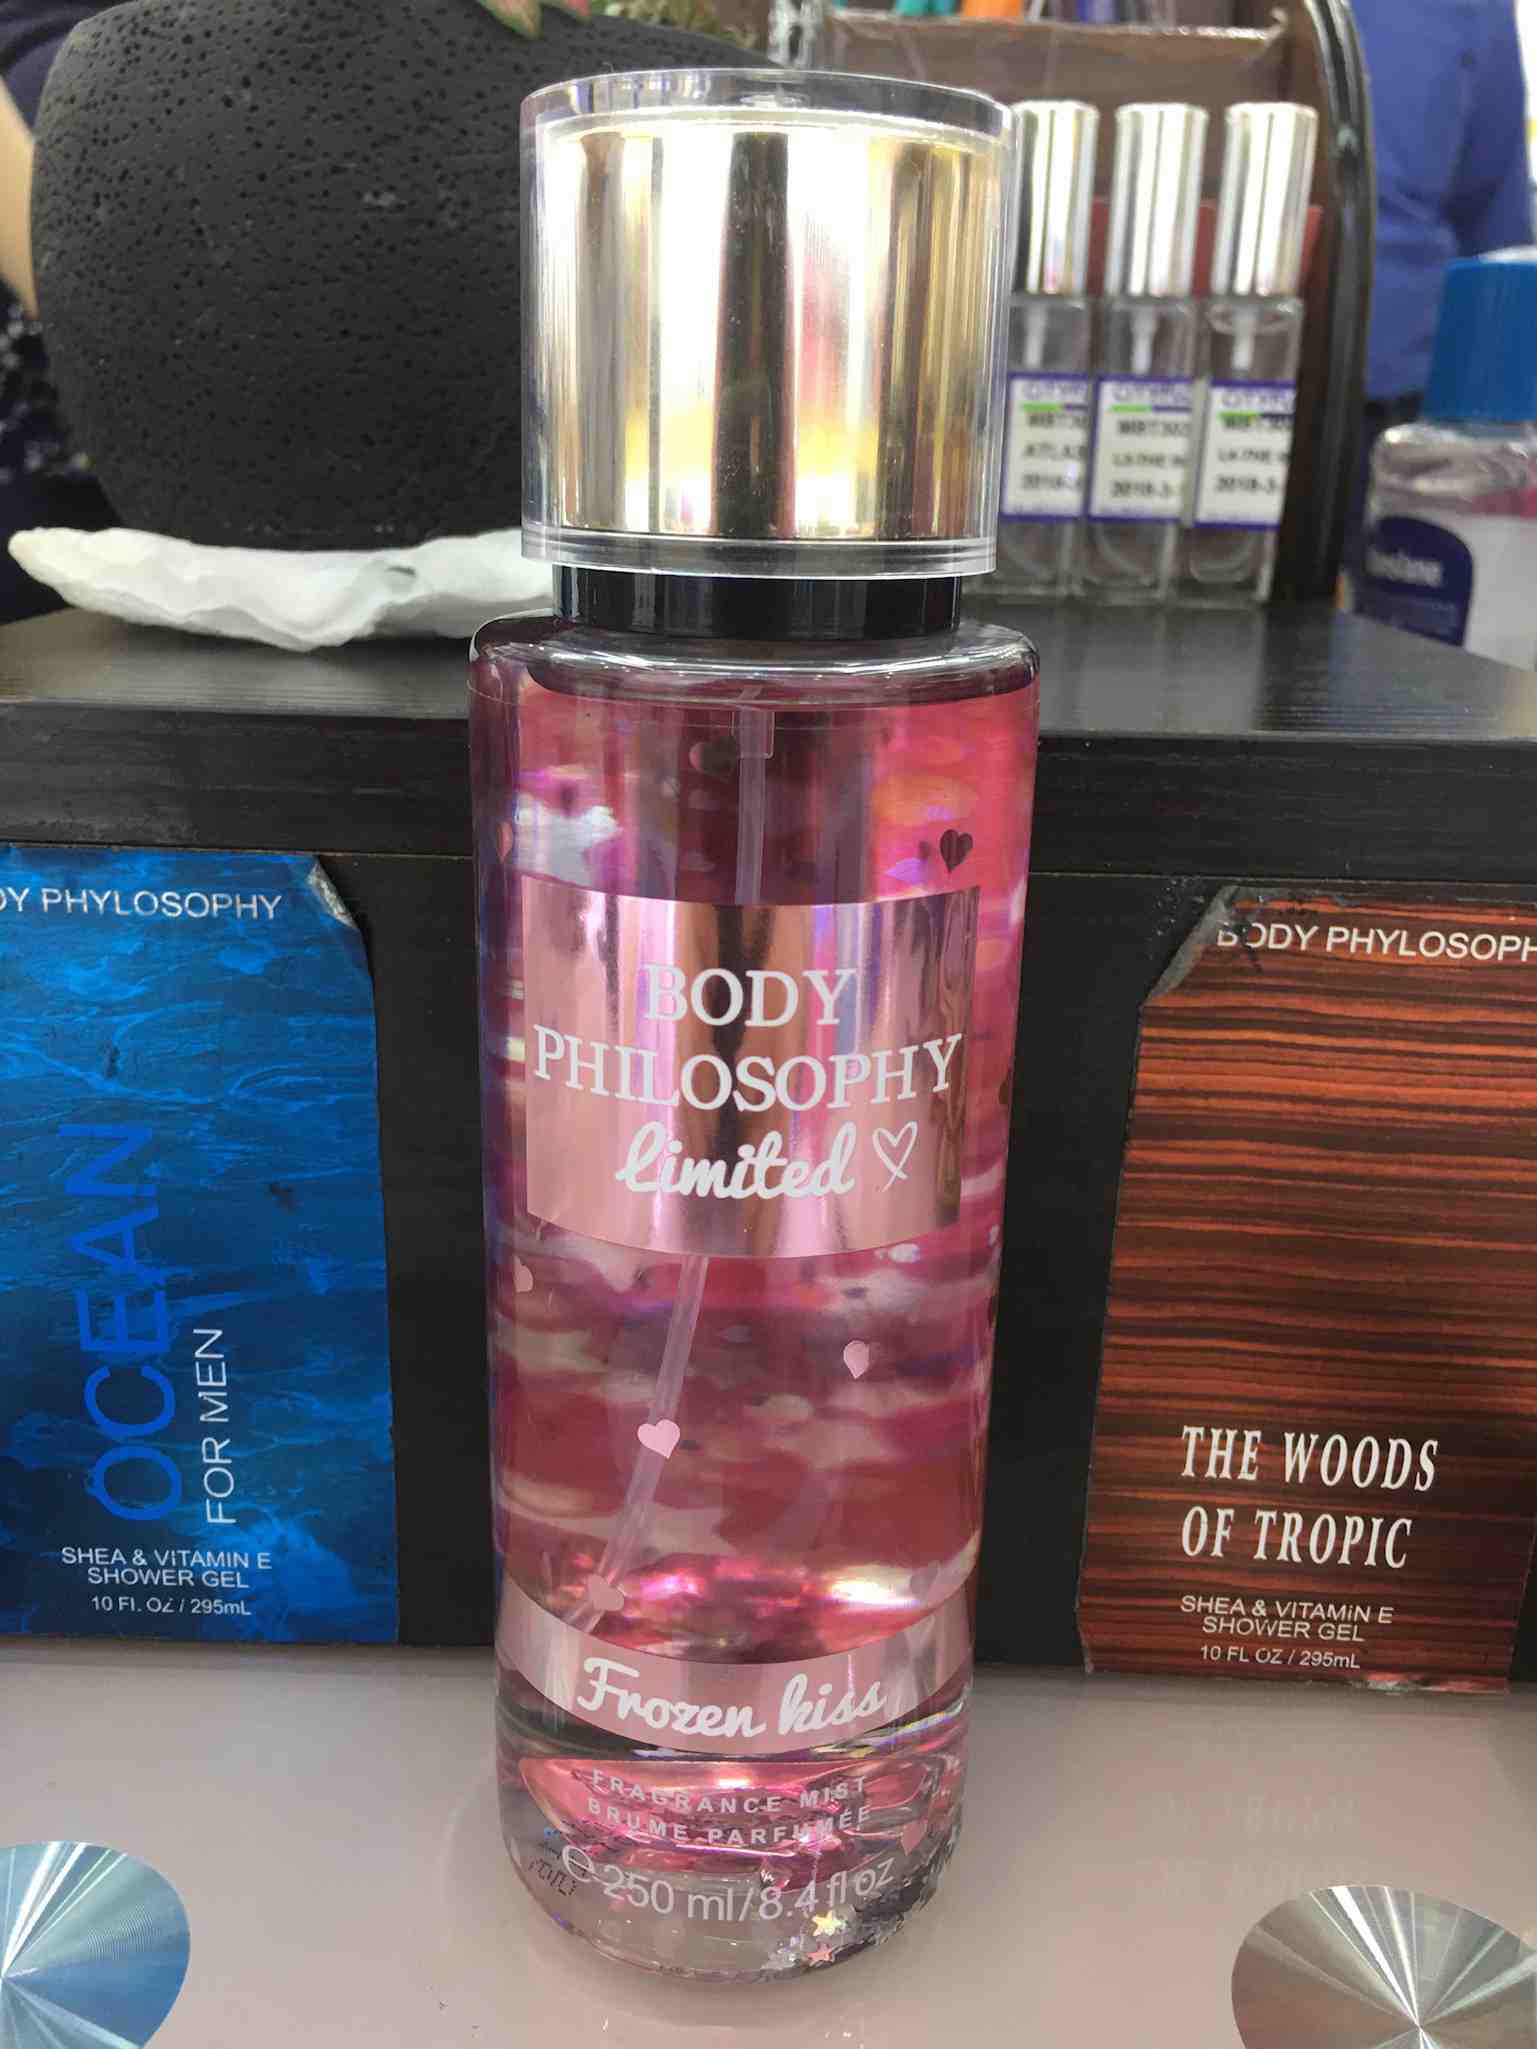 BODY
PHILOSOPHY
limited
Frozen kiss
FRAGRANCE MIST
BRUME PARFUMÉE
e 250 ml/8.4 fl oz
PHYLOSOPHY
OCEAN
FOR MEN
SHEA & VITAMIN E
SHOWER GEL
10 FL OZ / 295mL
BODY PHYLOSOPH
THE WOODS
OF TROPIC
SHEA & VITAMIN E
SHOWER GEL
10 FL OZ / 295mL